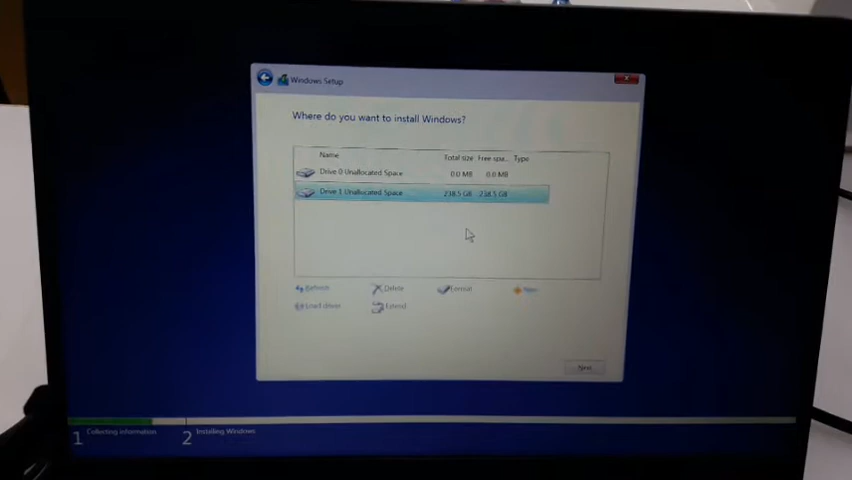 Windows Setup
Where do you want to install Windows?
Name Total size Free spa... Type
Drive 0 Unallocated Space 0.0 MB 0.0 MB
Drive 1 Unallocated Space 238.5 GB 238.5 GB
Refresh Delete Format New
Load driver Extend
Next
1 Collecting information 2 Installing Windows